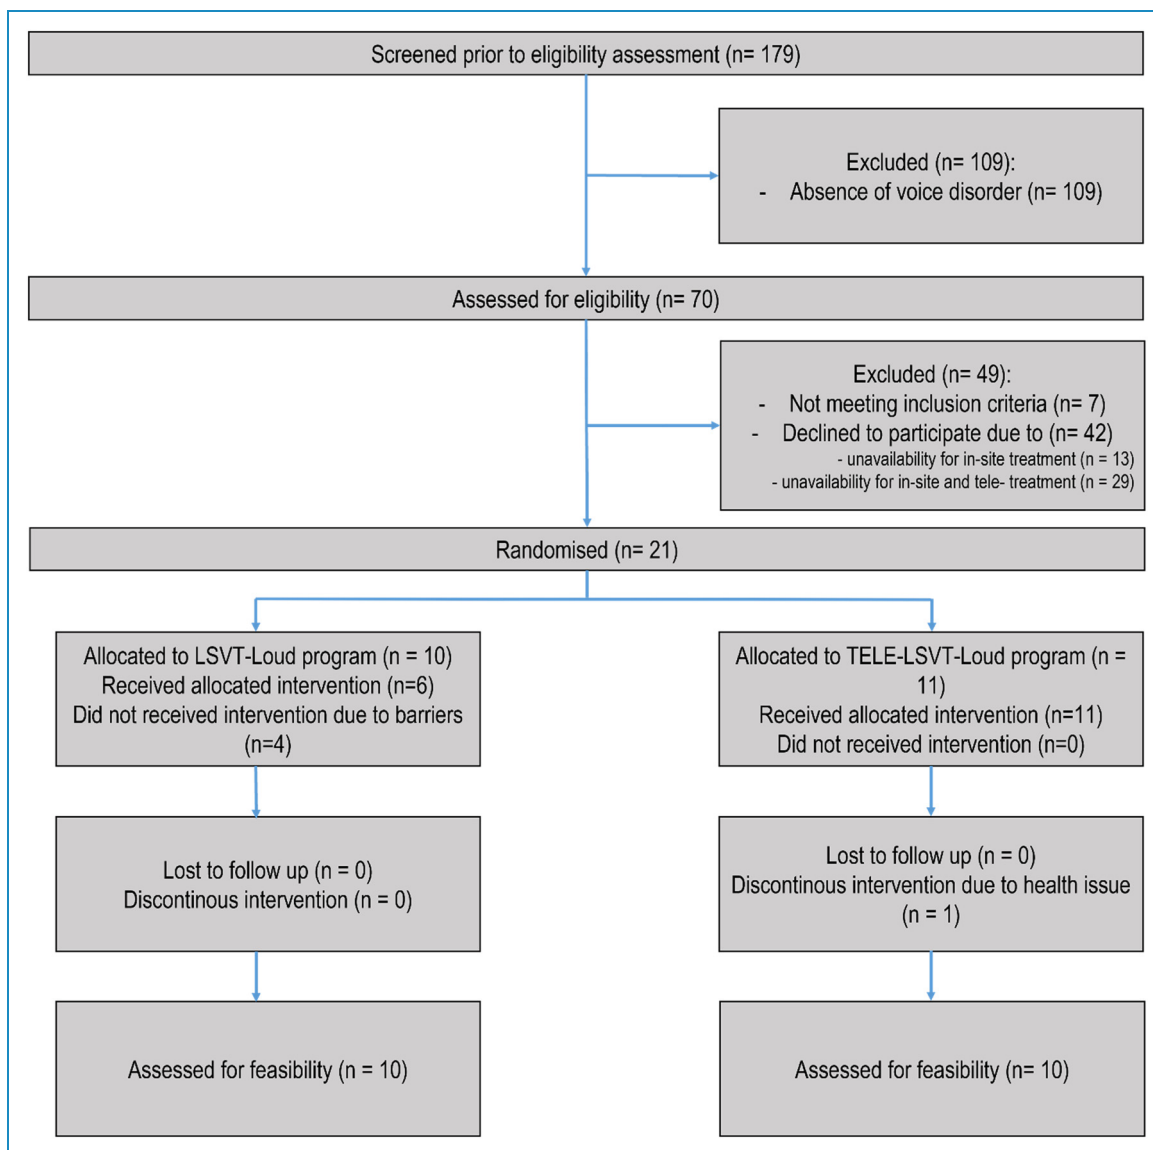 Screened prior to eligibility assessment (n= 179)
Excluded (n= 109):
- Absence of voice disorder (n= 109)
Assessed for eligibility (n= 70)
Excluded (n= 49):
- Not meeting inclusion criteria (n= 7)
- Declined to participate due to (n= 42)
- unavailability for in-site treatment (n = 13)
- unavailability for in-site and tele- treatment (n = 29)
Randomised (n= 21)
Allocated to LSVT-Loud program (n = 10)
Received allocated intervention (n=6)
Did not received intervention due to barriers
(n=4)
Allocated to TELE-LSVT-Loud program (n =
11)
Received allocated intervention (n=11)
Did not received intervention (n=0)
Lost to follow up (n = 0)
Discontinous intervention (n = 0)
Lost to follow up (n = 0)
Discontinous intervention due to health issue
(n = 1)
Assessed for feasibility (n = 10)
Assessed for feasibility (n= 10)